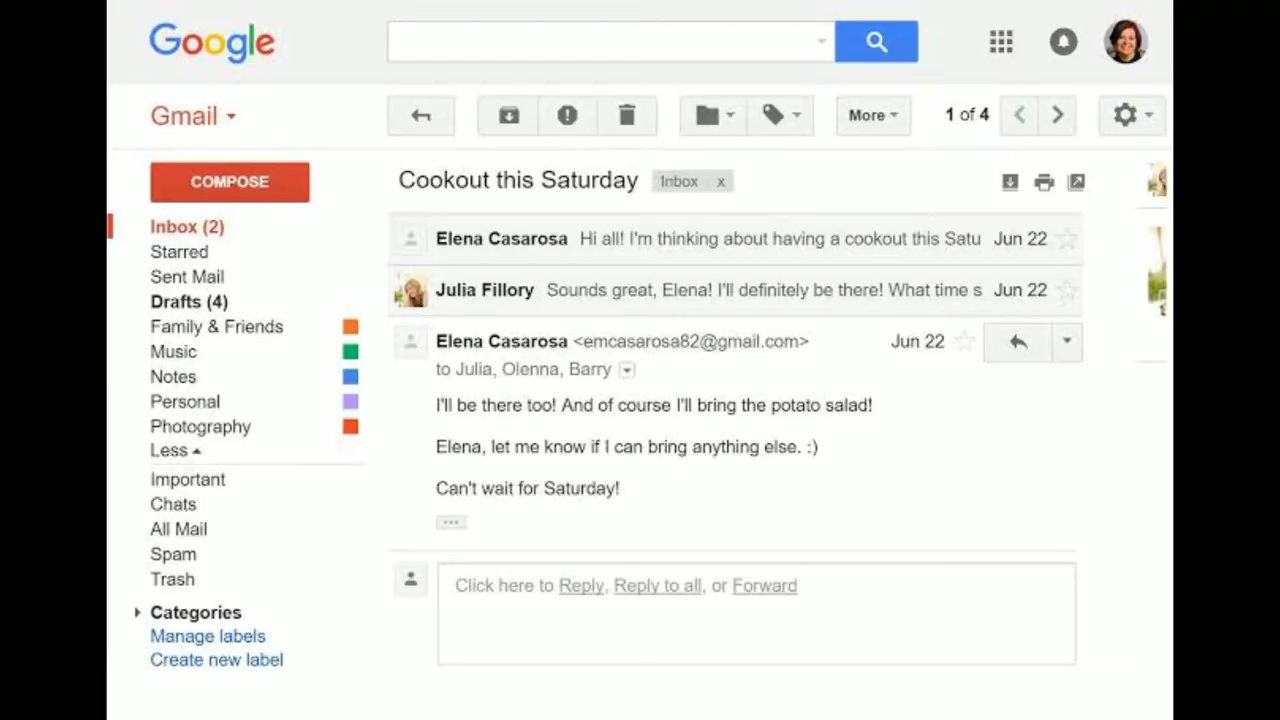 Google
Gmail
More
1 of 4
COMPOSE
Cookout this Saturday
Inbox x
Inbox (2)
Starred
Sent Mail
Drafts (4)
Family & Friends
Music
Notes
Personal
Photography
Less
Important
Chats
All Mail
Spam
Trash
Categories
Manage labels
Create new label
Elena Casarosa Hi all! I'm thinking about having a cookout this Satu Jun 22
Julia Fillory Sounds great, Elena! I'll definitely be there! What time s Jun 22
Elena Casarosa <emcasarosa82@gmail.com> Jun 22
to Julia, Olenna, Barry
I'll be there too! And of course I'll bring the potato salad!
Elena, let me know if I can bring anything else. :)
Can't wait for Saturday!
Click here to Reply, Reply to all, or Forward